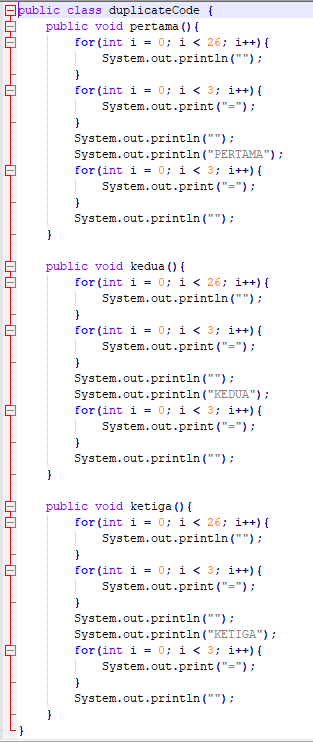 public class duplicateCode {
    public void pertama(){
        for(int i = 0; i < 26; i++){
            System.out.println("");
        }
        for(int i = 0; i < 3; i++){
            System.out.print("=");
        }
        System.out.println("");
        System.out.println("PERTAMA");
        for(int i = 0; i < 3; i++){
            System.out.print("=");
        }
        System.out.println("");
    }

    public void kedua(){
        for(int i = 0; i < 26; i++){
            System.out.println("");
        }
        for(int i = 0; i < 3; i++){
            System.out.print("=");
        }
        System.out.println("");
        System.out.println("KEDUA");
        for(int i = 0; i < 3; i++){
            System.out.print("=");
        }
        System.out.println("");
    }

    public void ketiga(){
        for(int i = 0; i < 26; i++){
            System.out.println("");
        }
        for(int i = 0; i < 3; i++){
            System.out.print("=");
        }
        System.out.println("");
        System.out.println("KETIGA");
        for(int i = 0; i < 3; i++){
            System.out.print("=");
        }
        System.out.println("");
    }
}